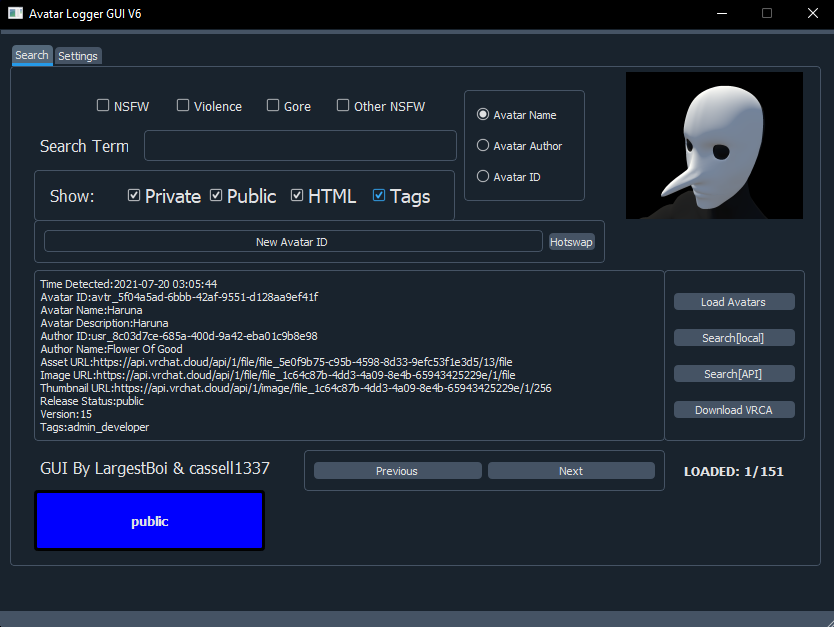 Avatar Logger GUI V6
Search Settings
NSFW Violence Gore Other NSFW
Search Term
Avatar Name
Avatar Author
Avatar ID
Show: Private Public HTML Tags
New Avatar ID Hotswap
Time Detected:2021-07-20 03:05:44
Avatar ID:avtr_5f04a5ad-6bbb-42af-9551-d128aa9ef41f
Avatar Name:Haruna
Avatar Description:Haruna
Author ID:usr_8c03d7ce-685a-400d-9a42-eba01c9b8e98
Author Name:Flower Of Good
Asset URL:https://api.vrchat.cloud/api/1/file/file_5e0f9b75-c95b-4598-8d33-9efc53f1e3d5/13/file
Image URL:https://api.vrchat.cloud/api/1/file/file_1c64c87b-4dd3-4a09-8e4b-65943425229e/1/file
Thumbnail URL:https://api.vrchat.cloud/api/1/image/file_1c64c87b-4dd3-4a09-8e4b-65943425229e/1/256
Release Status:public
Version:15
Tags:admin_developer
Load Avatars
Search[local]
Search[API]
Download VRCA
GUI By LargestBoi & cassell1337
Previous Next
LOADED: 1/151
public